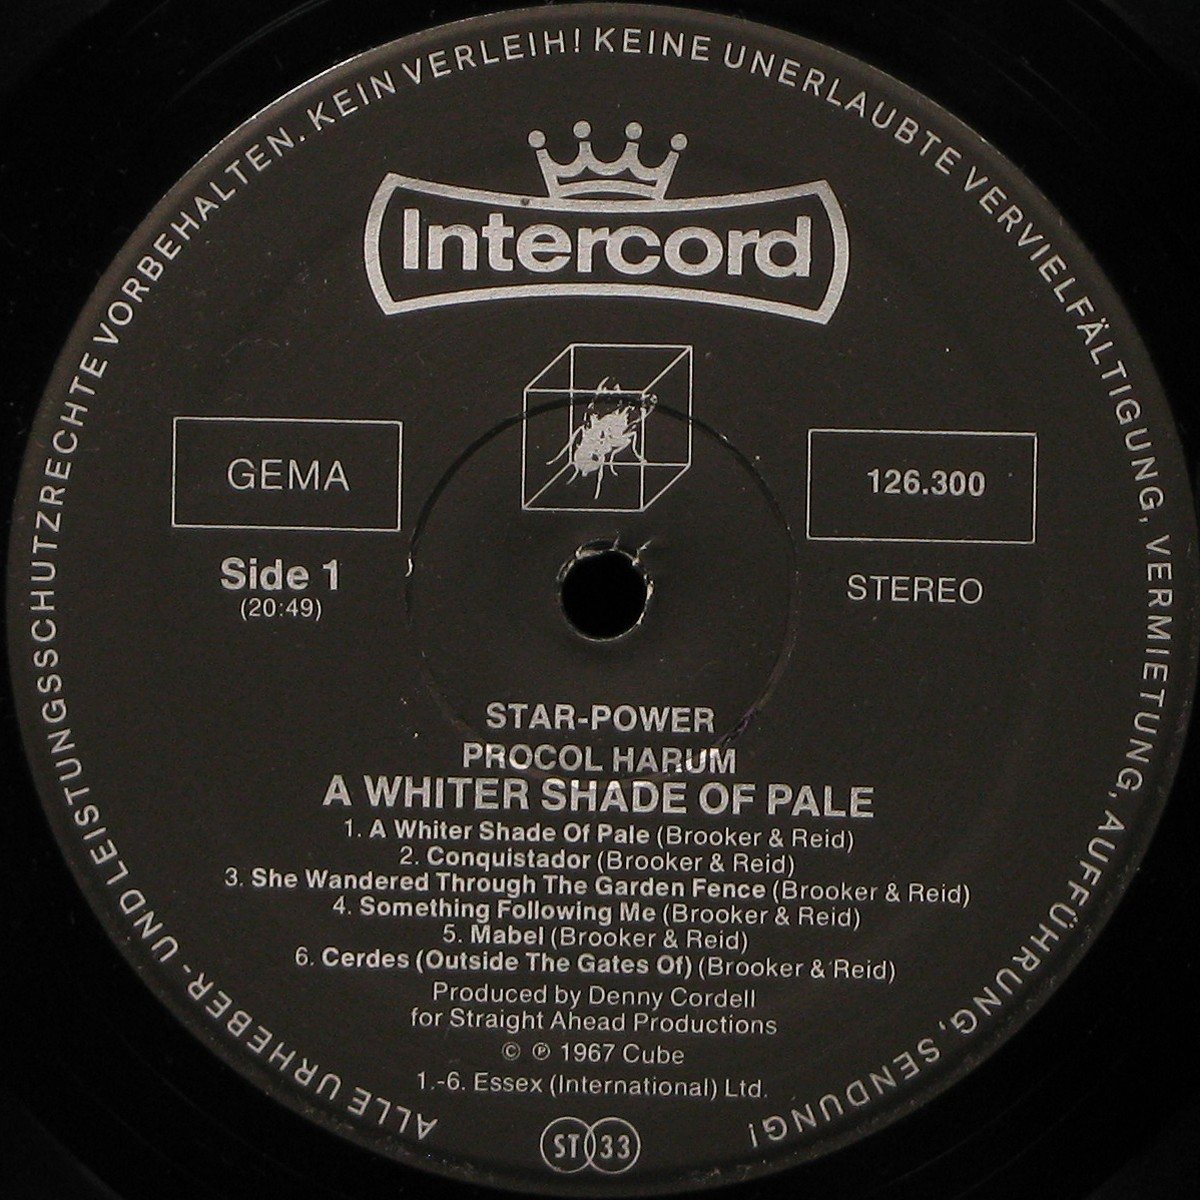 ALLE URHEBER- UND LEISTUNGSSCHUTZRECHTE VORBEHALTEN. KEIN VERLEIH! KEINE UNERLAUBTE VERVIELFÄLTIGUNG, VERMIETUNG, AUFFÜHRUNG, SENDUNG!
Intercord
GEMA
126.300
Side 1
(20:49)
STEREO
STAR-POWER
PROCOL HARUM
A WHITER SHADE OF PALE
1. A Whiter Shade Of Pale (Brooker & Reid)
2. Conquistador (Brooker & Reid)
3. She Wandered Through The Garden Fence (Brooker & Reid)
4. Something Following Me (Brooker & Reid)
5. Mabel (Brooker & Reid)
6. Cerdes (Outside The Gates Of) (Brooker & Reid)
Produced by Denny Cordell
for Straight Ahead Productions
© ℗ 1967 Cube
1.-6. Essex (International) Ltd.
ST 33